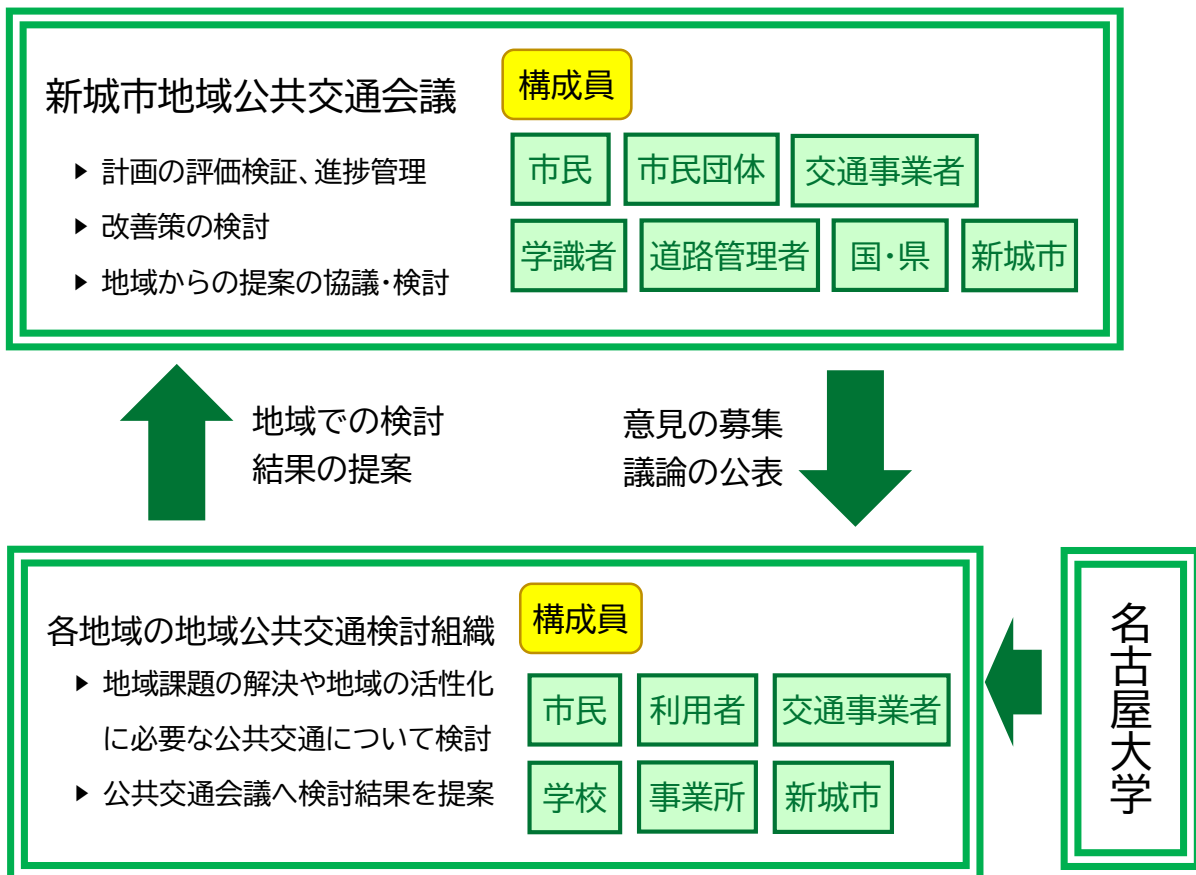 新城市地域公共交通会議
構成員
▶ 計画の評価検証、進捗管理
▶ 改善策の検討
▶ 地域からの提案の協議・検討
市民
市民団体
交通事業者
学識者
道路管理者
国・県
新城市
地域での検討
結果の提案
意見の募集
議論の公表
各地域の地域公共交通検討組織
構成員
▶ 地域課題の解決や地域の活性化
に必要な公共交通について検討
▶ 公共交通会議へ検討結果を提案
市民
利用者
交通事業者
学校
事業所
新城市
名古屋大学